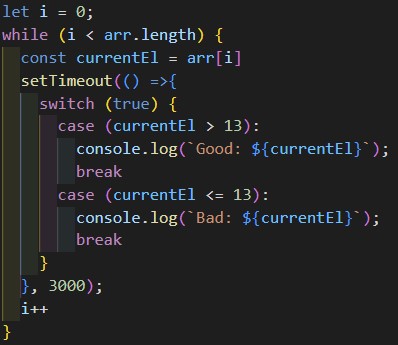 let i = 0;
while (i < arr.length) {
  const currentEl = arr[i]
  setTimeout(() =>{
    switch (true) {
      case (currentEl > 13):
        console.log(`Good: ${currentEl}`);
        break
      case (currentEl <= 13):
        console.log(`Bad: ${currentEl}`);
        break
    }
  }, 3000);
  i++
}